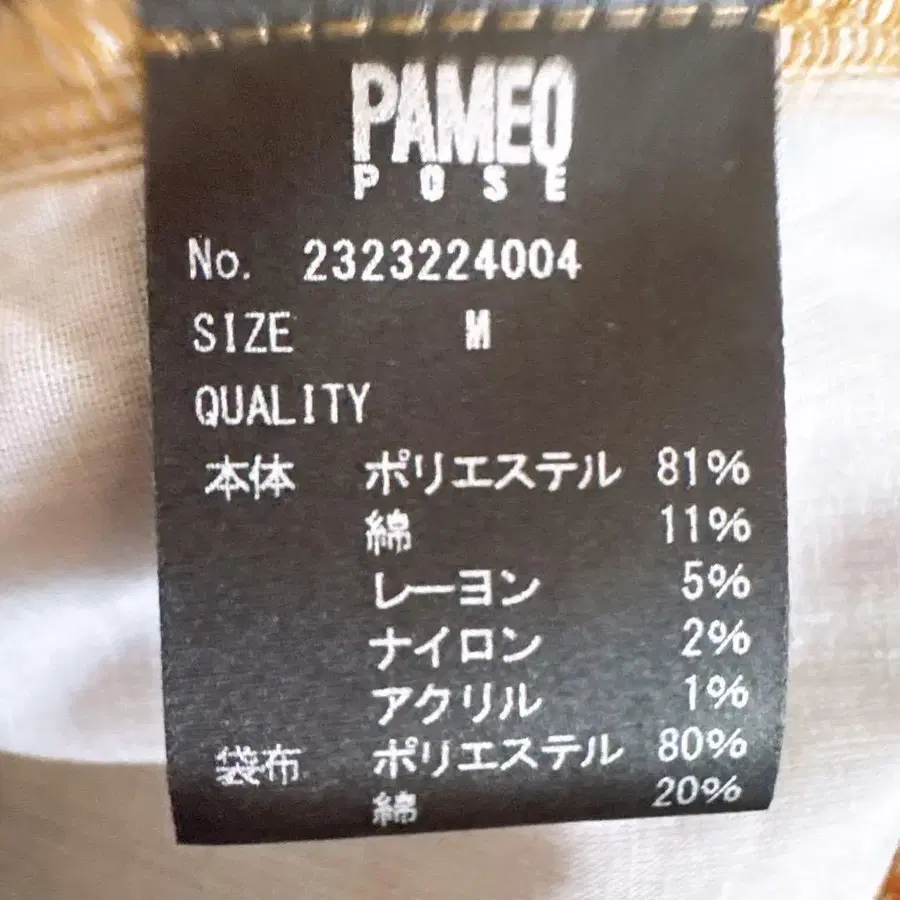 PAMEO
POSE
No. 2323224004
SIZE M
QUALITY
本体 ポリエステル 81%
綿 11%
レーヨン 5%
ナイロン 2%
アクリル 1%
袋布 ポリエステル 80%
綿 20%